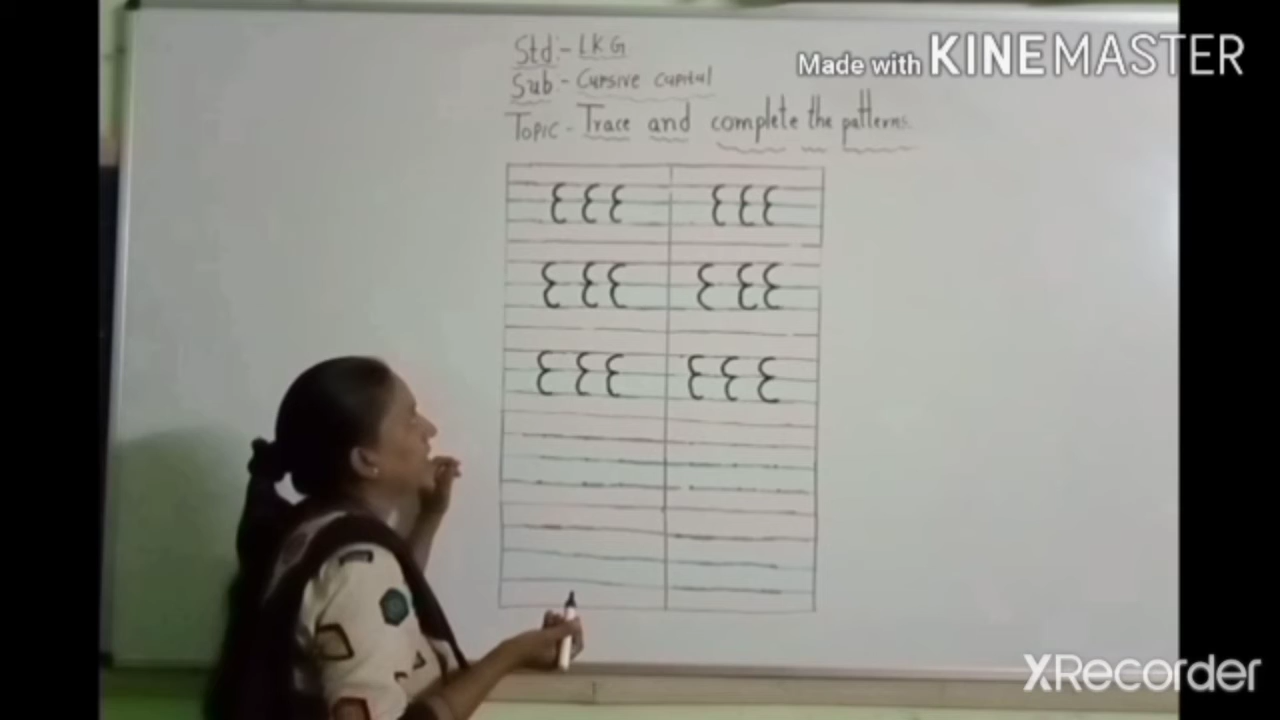 Std:- LKG
Made with KINEMASTER
Sub - Cursive capital
Topic - Trace and complete the patterns.
Ɛ Ɛ Ɛ Ɛ Ɛ Ɛ
Ɛ Ɛ Ɛ Ɛ Ɛ Ɛ
Ɛ Ɛ Ɛ Ɛ Ɛ Ɛ
XRecorder